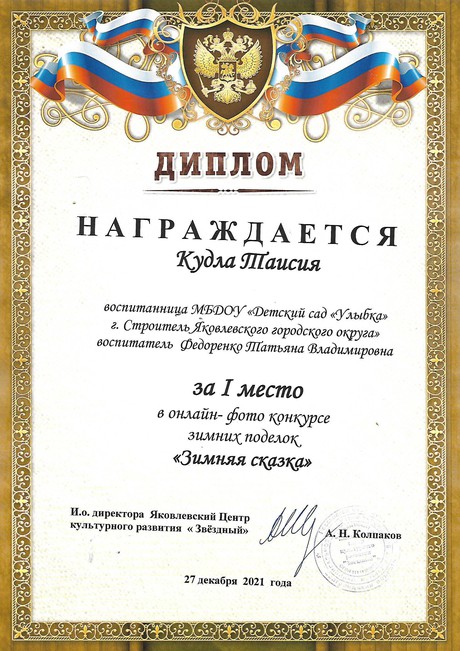 ДИПЛОМ
НАГРАЖДАЕТСЯ
Кудла Таисия
воспитанница МБДОУ «Детский сад «Улыбка»
г. Строитель Яковлевского городского округа»
воспитатель Федоренко Татьяна Владимировна
за I место
в онлайн- фото конкурсе
зимних поделок
«Зимняя сказка»
И.о. директора Яковлевский Центр
культурного развития « Звёздный»
А. Н. Колпаков
27 декабря 2021 года